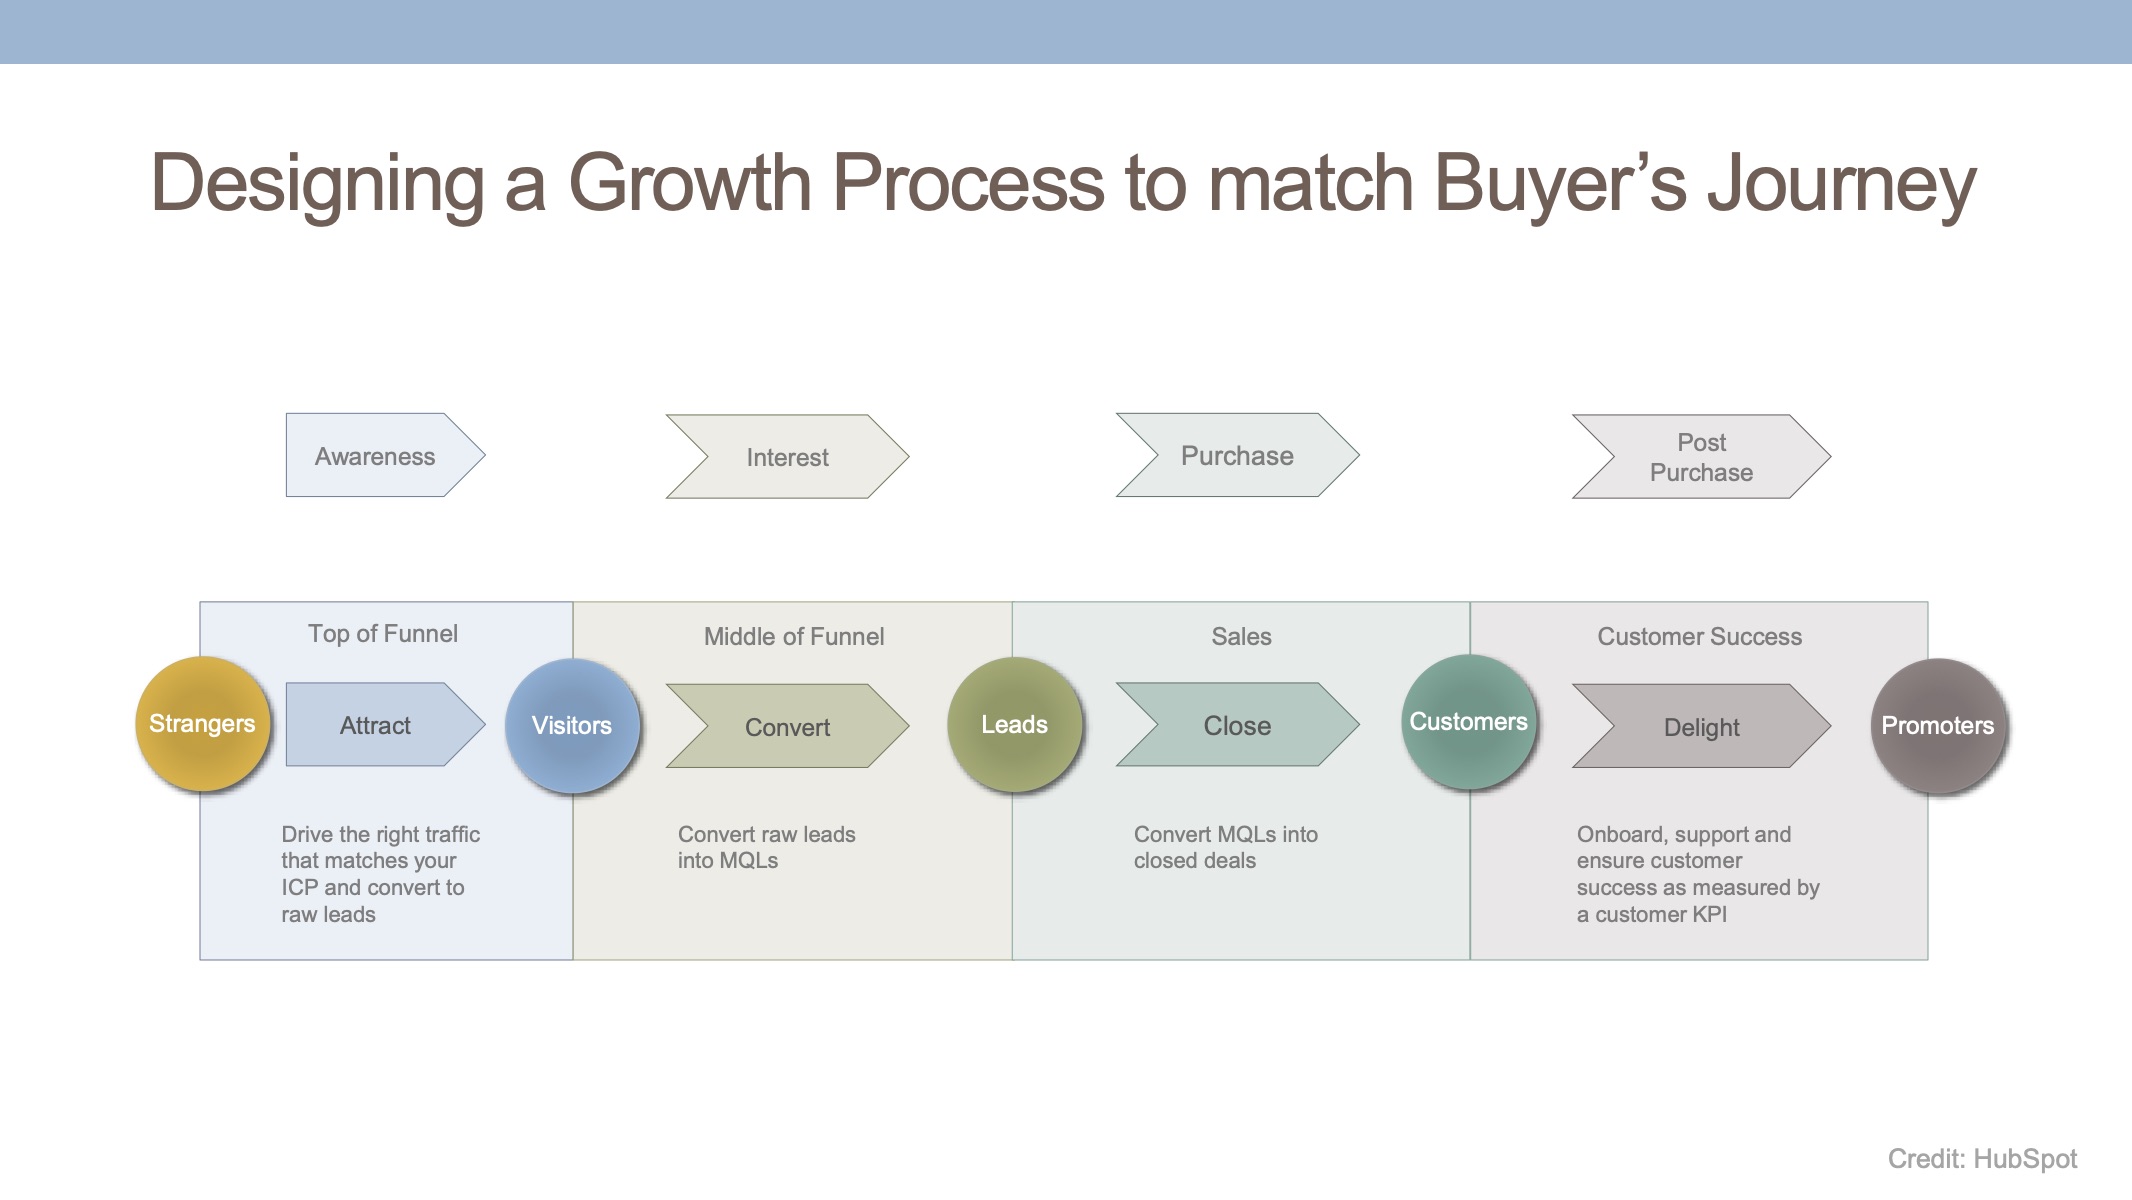 Designing a Growth Process to match Buyer’s Journey
Awareness
Interest
Purchase
Post
Purchase
Top of Funnel
Middle of Funnel
Sales
Customer Success
Strangers
Attract
Visitors
Convert
Leads
Close
Customers
Delight
Promoters
Drive the right traffic
that matches your
ICP and convert to
raw leads
Convert raw leads
into MQLs
Convert MQLs into
closed deals
Onboard, support and
ensure customer
success as measured by
a customer KPI
Credit: HubSpot